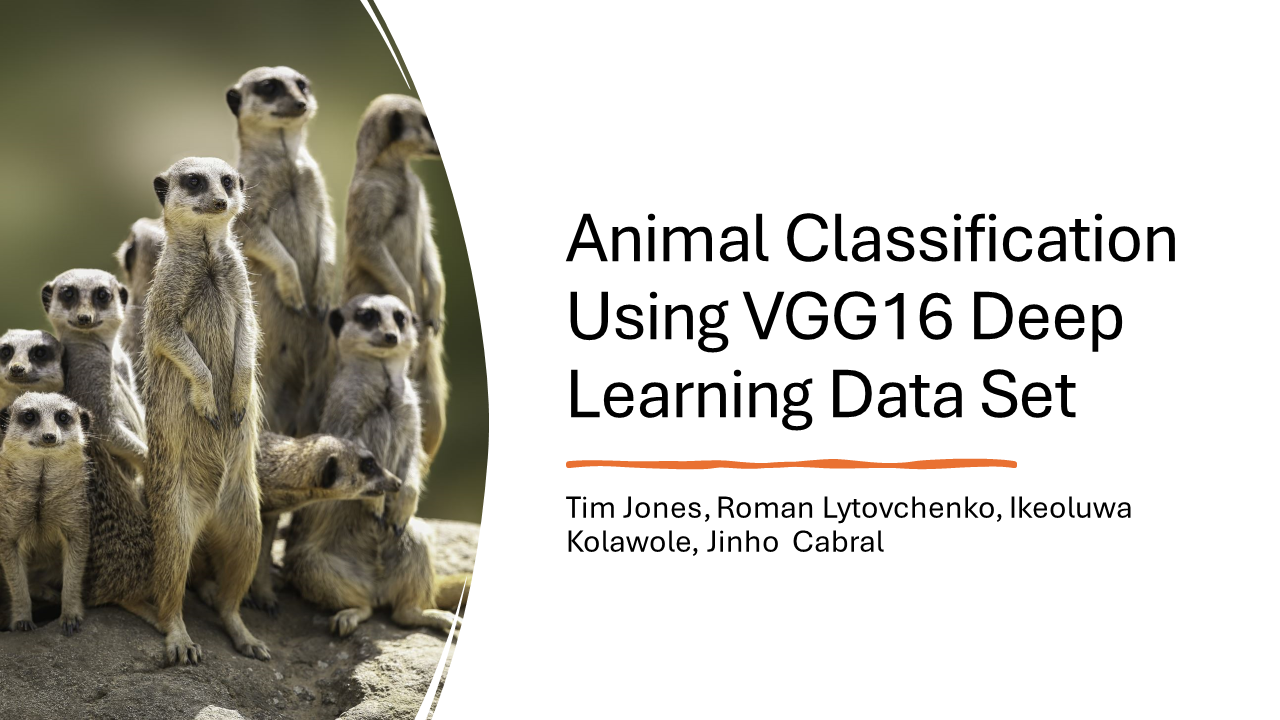 Animal Classification
Using VGG16 Deep
Learning Data Set
Tim Jones, Roman Lytovchenko, Ikeoluwa
Kolawole, Jinho  Cabral